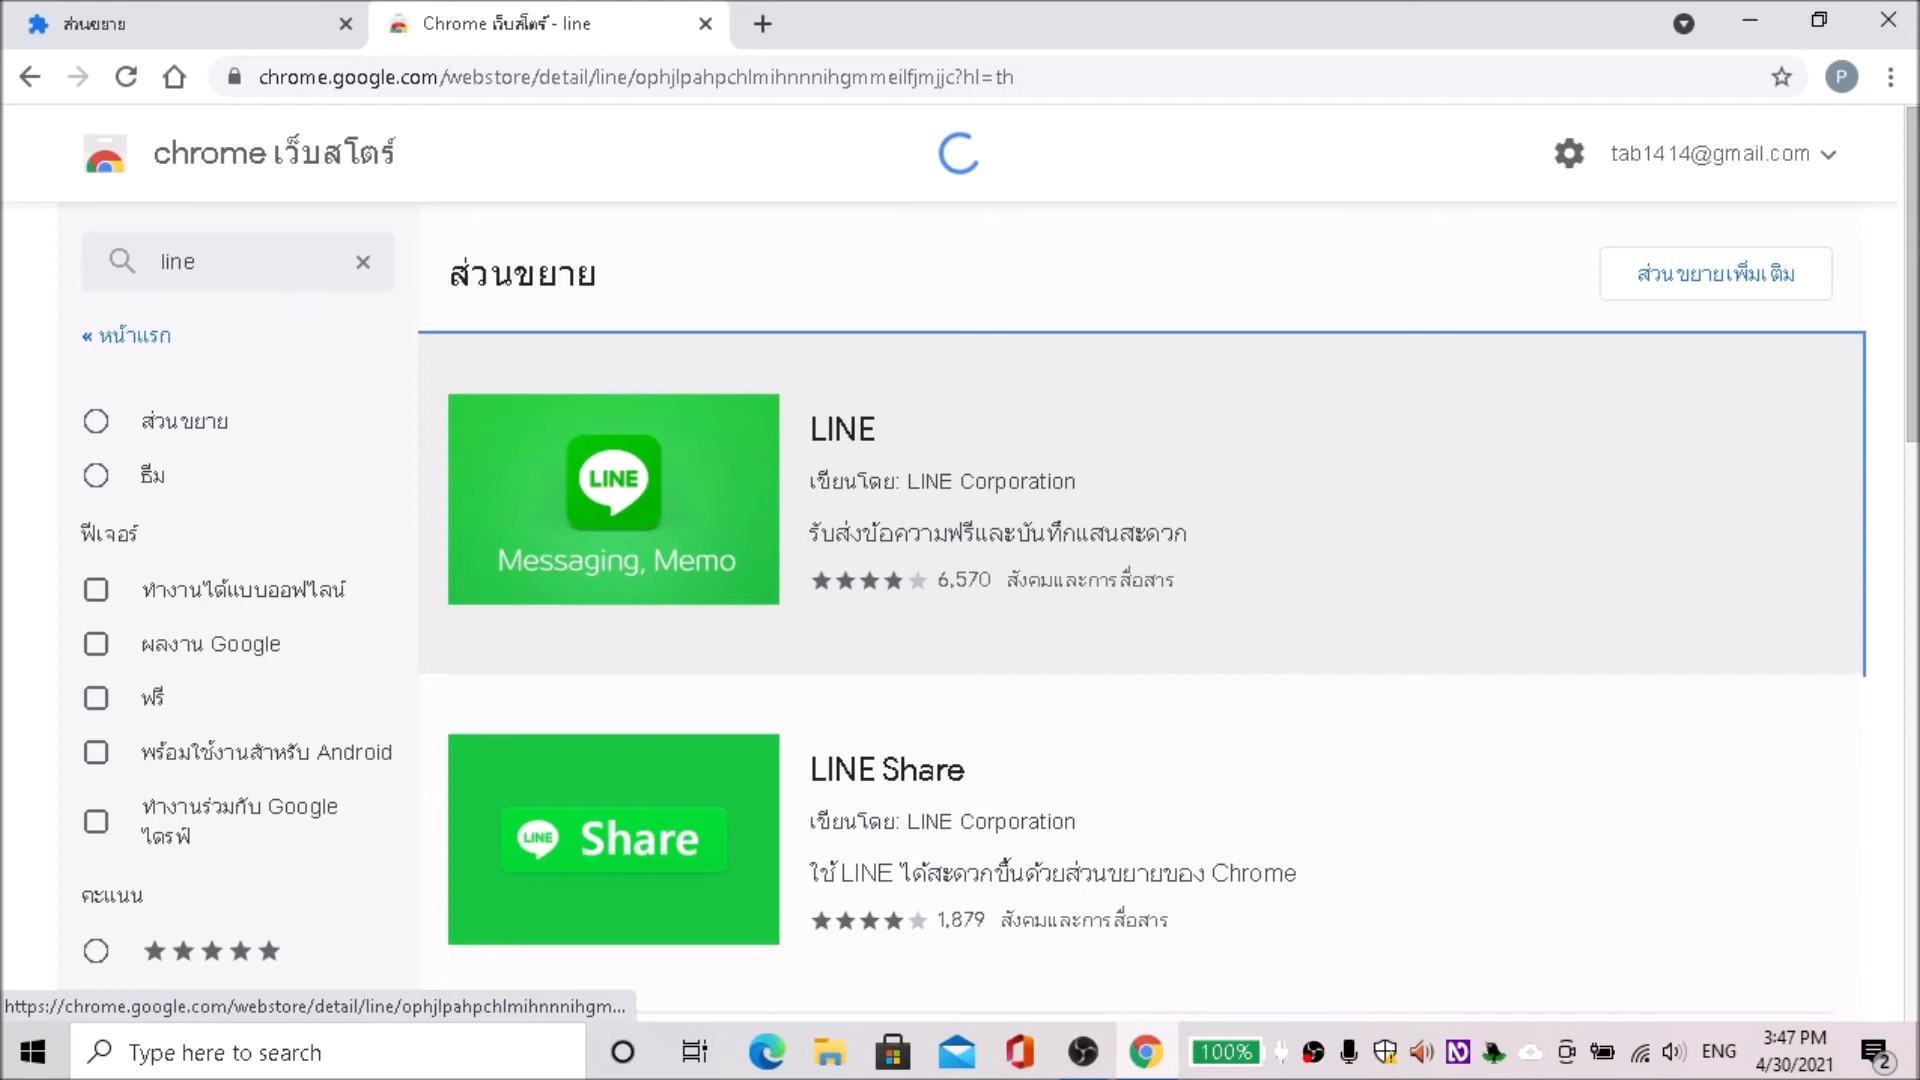 ส่วนขยาย
Chrome เว็บสโตร์ - line
chrome.google.com/webstore/detail/line/ophjlpahpchlmihnnnihgmmeilfjmjjc?hl=th
P
chrome เว็บสโตร์
tab1414@gmail.com
line
ส่วนขยาย
ส่วนขยายเพิ่มเติม
« หน้าแรก
ส่วนขยาย
ธีม
ฟีเจอร์
ทำงานได้แบบออฟไลน์
ผลงาน Google
ฟรี
พร้อมใช้งานสำหรับ Android
ทำงานร่วมกับ Google
ไดรฟ์
คะแนน
LINE
Messaging, Memo
LINE
เขียนโดย: LINE Corporation
รับส่งข้อความฟรีและบันทึกแสนสะดวก
6,570 สังคมและการสื่อสาร
LINE Share
LINE Share
เขียนโดย: LINE Corporation
ใช้ LINE ได้สะดวกขึ้นด้วยส่วนขยายของ Chrome
1,879 สังคมและการสื่อสาร
https://chrome.google.com/webstore/detail/line/ophjlpahpchlmihnnnihgm...
Type here to search
100%
ENG
3:47 PM
4/30/2021
2